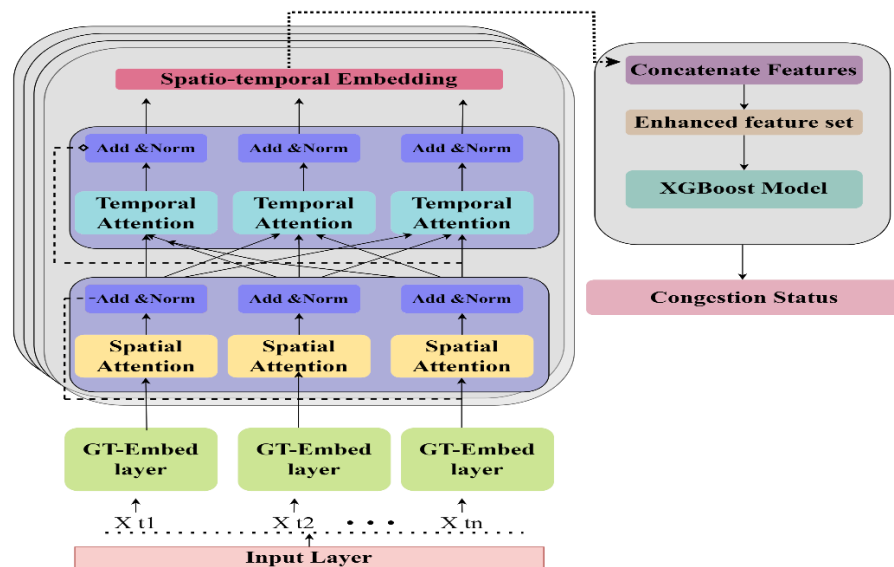 Spatio-temporal Embedding
Add &Norm Add &Norm Add &Norm
Temporal Temporal Temporal
Attention Attention Attention
Add &Norm Add &Norm Add &Norm
Spatial Spatial Spatial
Attention Attention Attention
GT-Embed GT-Embed GT-Embed
layer layer layer
X t1 X t2 • • • X tn
Input Layer
Concatenate Features
Enhanced feature set
XGBoost Model
Congestion Status